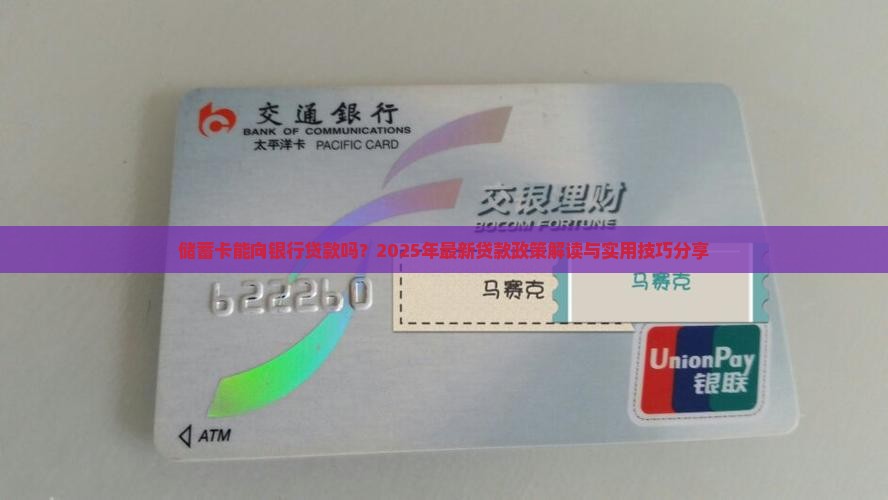 交通銀行
BANK OF COMMUNICATIONS
太平洋卡 PACIFIC CARD
交银理财
BOCOM FORTUNE
储蓄卡能向银行贷款吗？2025年最新贷款政策解读与实用技巧分享
622260
马赛克
马赛克
UnionPay
银联
ATM